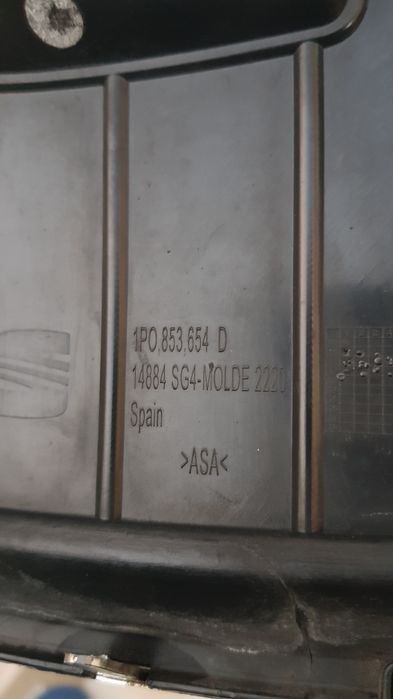 1P0.853.654 D
14884 SG4-MOLDE 2220
Spain
>ASA<